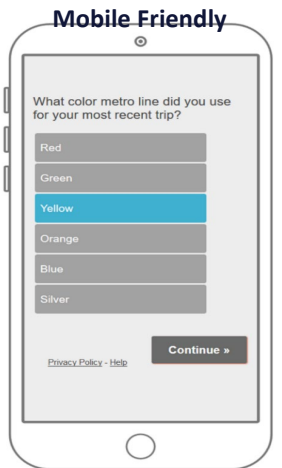 Mobile Friendly
What color metro line did you use
for your most recent trip?
Red
Green
Yellow
Orange
Blue
Silver
Continue »
Privacy Policy - Help